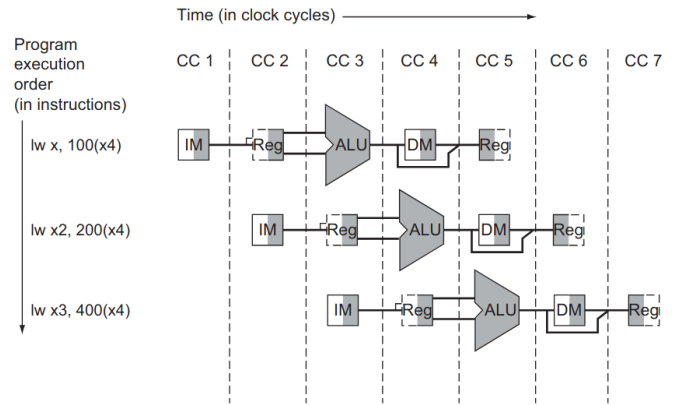 Time (in clock cycles)
Program
execution
order
(in instructions)
CC 1 CC 2 CC 3 CC 4 CC 5 CC 6 CC 7
lw x, 100(x4) IM Reg ALU DM Reg
lw x2, 200(x4) IM Reg ALU DM Reg
lw x3, 400(x4) IM Reg ALU DM Reg